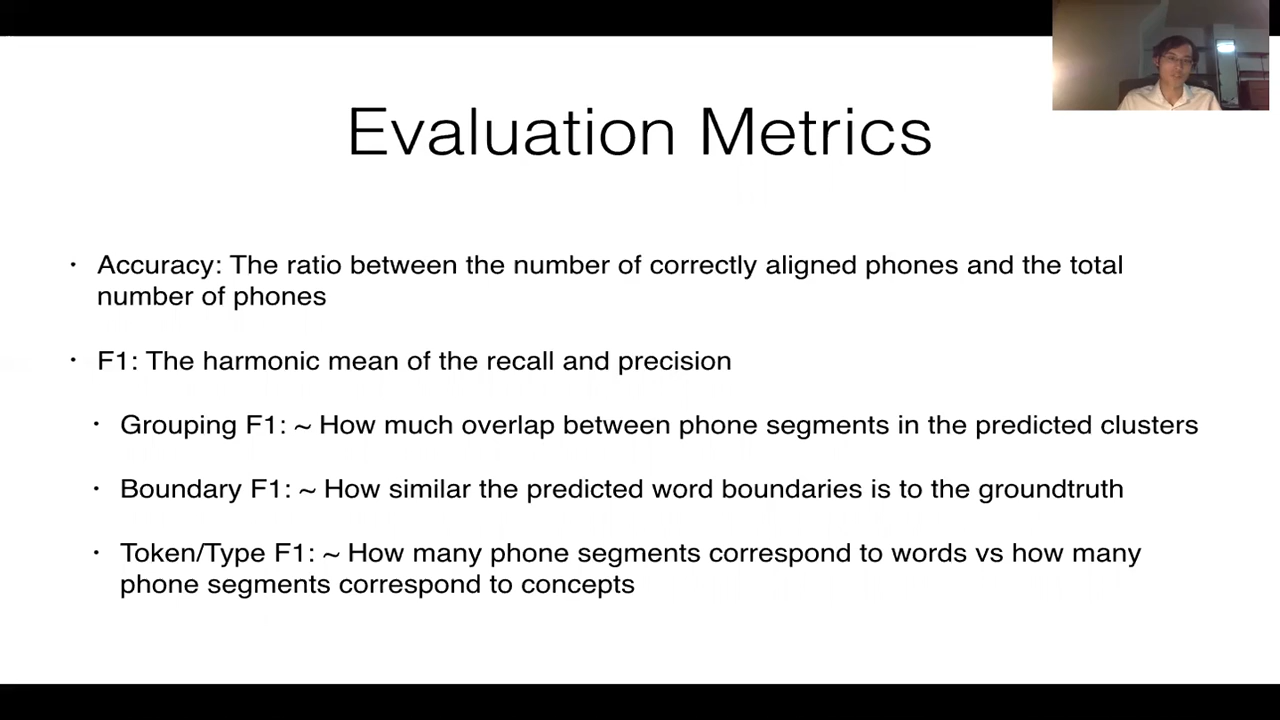 Evaluation Metrics
· Accuracy: The ratio between the number of correctly aligned phones and the total
number of phones
· F1: The harmonic mean of the recall and precision
· Grouping F1: ~ How much overlap between phone segments in the predicted clusters
· Boundary F1: ~ How similar the predicted word boundaries is to the groundtruth
· Token/Type F1: ~ How many phone segments correspond to words vs how many
phone segments correspond to concepts